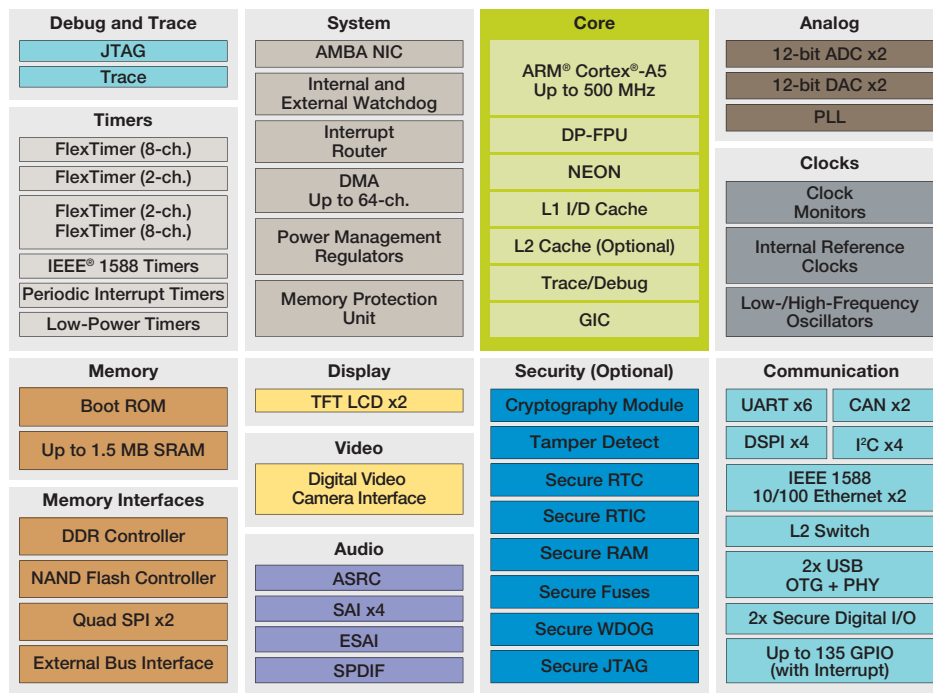 Debug and Trace
JTAG
Trace
Timers
FlexTimer (8-ch.)
FlexTimer (2-ch.)
FlexTimer (2-ch.)
FlexTimer (8-ch.)
IEEE® 1588 Timers
Periodic Interrupt Timers
Low-Power Timers
System
AMBA NIC
Internal and
External Watchdog
Interrupt
Router
DMA
Up to 64-ch.
Power Management
Regulators
Memory Protection
Unit
Core
ARM® Cortex®-A5
Up to 500 MHz
DP-FPU
NEON
L1 I/D Cache
L2 Cache (Optional)
Trace/Debug
GIC
Analog
12-bit ADC x2
12-bit DAC x2
PLL
Clocks
Clock
Monitors
Internal Reference
Clocks
Low-/High-Frequency
Oscillators
Memory
Boot ROM
Up to 1.5 MB SRAM
Memory Interfaces
DDR Controller
NAND Flash Controller
Quad SPI x2
External Bus Interface
Display
TFT LCD x2
Video
Digital Video
Camera Interface
Audio
ASRC
SAI x4
ESAI
SPDIF
Security (Optional)
Cryptography Module
Tamper Detect
Secure RTC
Secure RTIC
Secure RAM
Secure Fuses
Secure WDOG
Secure JTAG
Communication
UART x6
CAN x2
DSPI x4
I²C x4
IEEE 1588
10/100 Ethernet x2
L2 Switch
2x USB
OTG + PHY
2x Secure Digital I/O
Up to 135 GPIO
(with Interrupt)